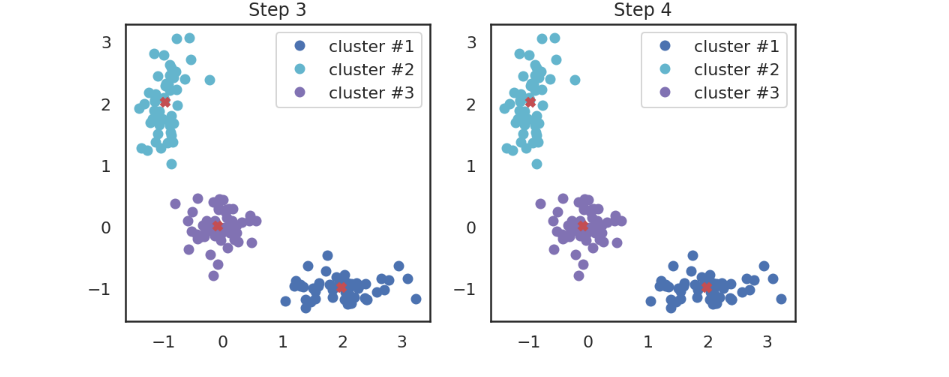 Step 3
cluster #1
cluster #2
cluster #3
3
2
1
0
−1
−1 0 1 2 3
Step 4
cluster #1
cluster #2
cluster #3
3
2
1
0
−1
−1 0 1 2 3